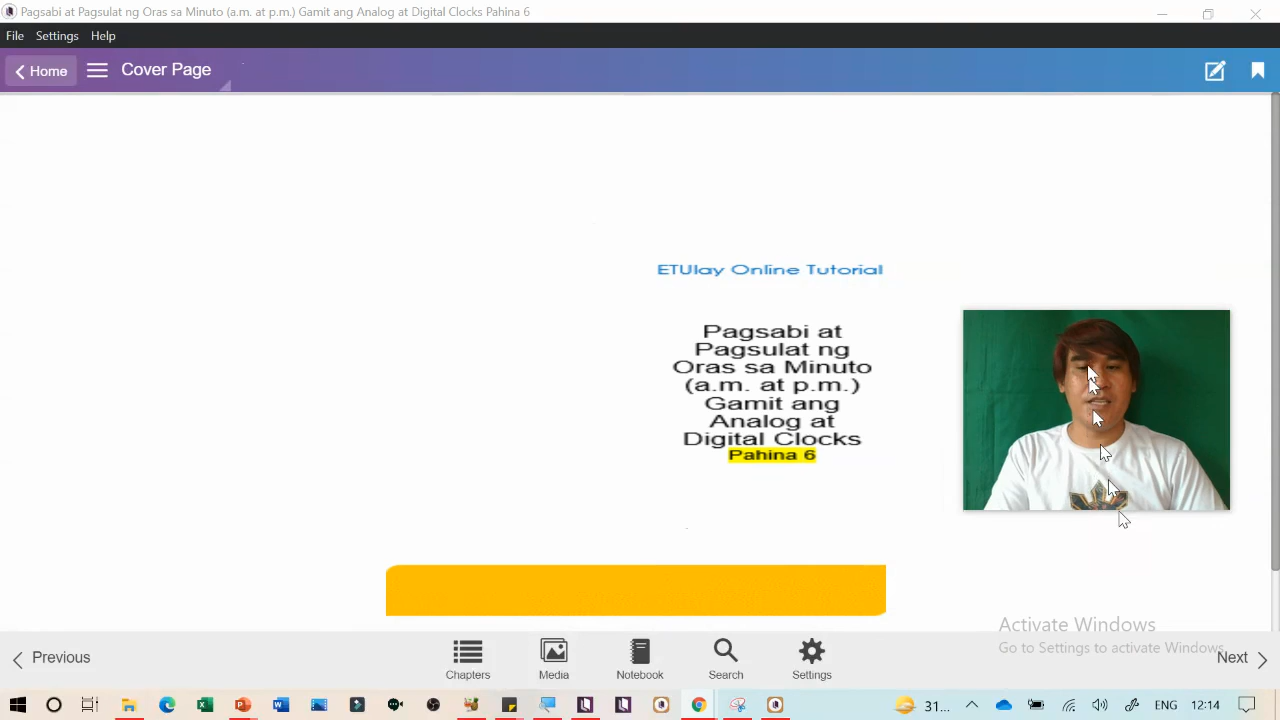 Pagsabi at Pagsulat ng Oras sa Minuto (a.m. at p.m.) Gamit ang Analog at Digital Clocks Pahina 6
File Settings Help
Home Cover Page
ETUlay Online Tutorial
Pagsabi at
Pagsulat ng
Oras sa Minuto
(a.m. at p.m.)
Gamit ang
Analog at
Digital Clocks
Pahina 6
Activate Windows
Go to Settings to activate Windows.
Previous
Chapters Media Notebook Search Settings
Next
31... ENG 12:14